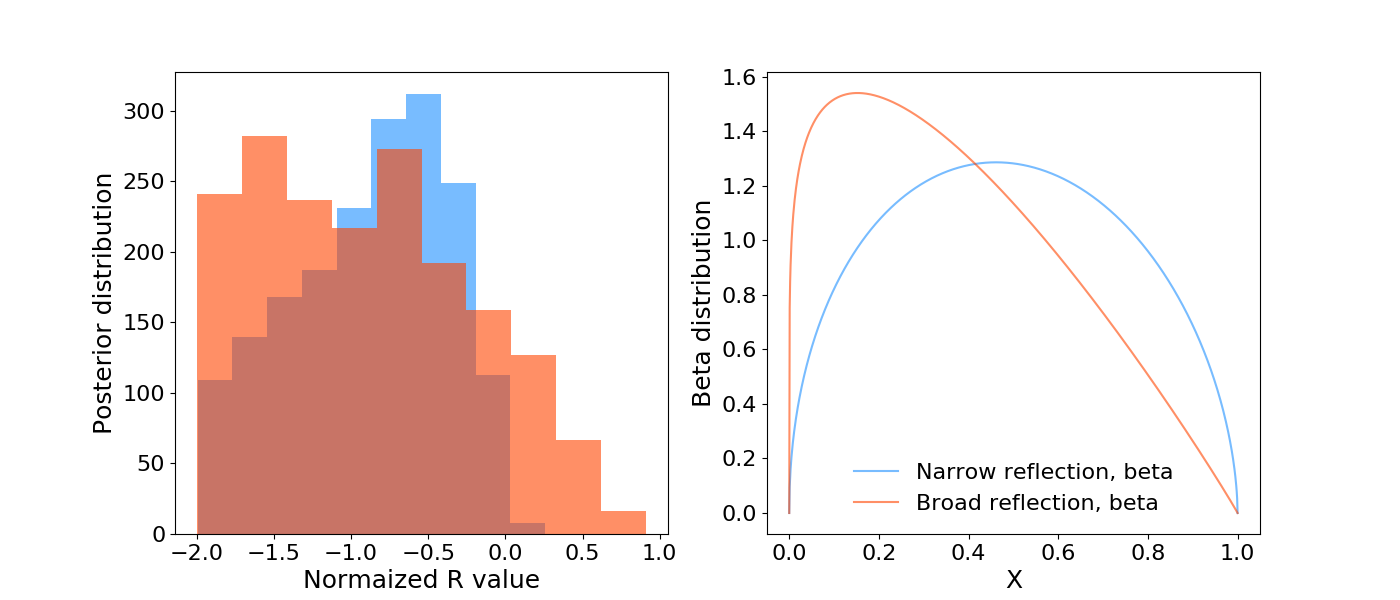 Posterior distribution
300
250
200
150
100
50
0
−2.0 −1.5 −1.0 −0.5 0.0 0.5 1.0
Normaized R value
Beta distribution
1.6
1.4
1.2
1.0
0.8
0.6
0.4
0.2
0.0
Narrow reflection, beta
Broad reflection, beta
0.0 0.2 0.4 0.6 0.8 1.0
X